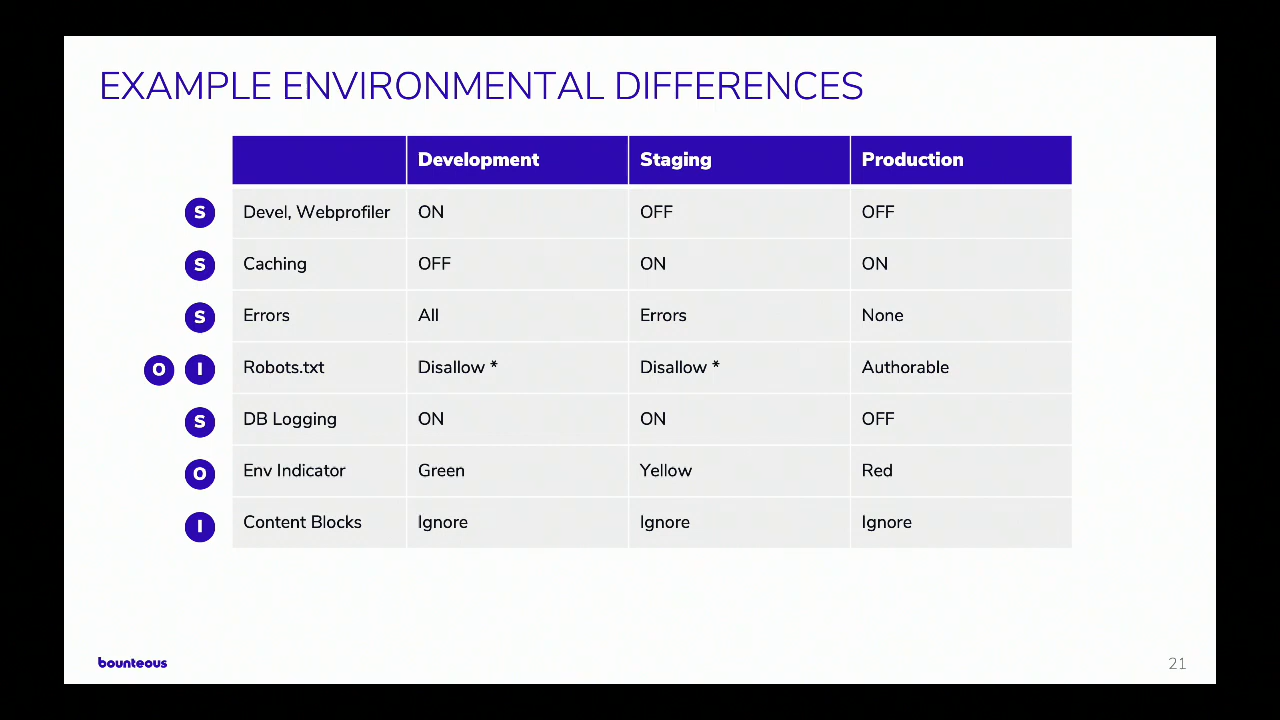 EXAMPLE ENVIRONMENTAL DIFFERENCES
Development Staging Production
S Devel, Webprofiler ON OFF OFF
S Caching OFF ON ON
S Errors All Errors None
O I Robots.txt Disallow * Disallow * Authorable
S DB Logging ON ON OFF
O Env Indicator Green Yellow Red
I Content Blocks Ignore Ignore Ignore
bounteous 21